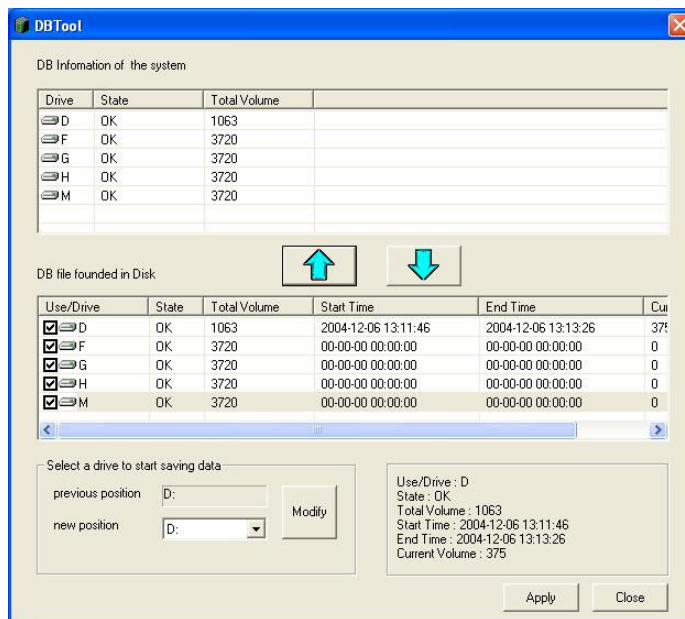 DBTool
DB Infomation of the system
Drive State Total Volume
D OK 1063
F OK 3720
G OK 3720
H OK 3720
M OK 3720
DB file founded in Disk
Use/Drive State Total Volume Start Time End Time Cu
D OK 1063 2004-12-06 13:11:46 2004-12-06 13:13:26 375
F OK 3720 00-00-00 00:00:00 00-00-00 00:00:00 0
G OK 3720 00-00-00 00:00:00 00-00-00 00:00:00 0
H OK 3720 00-00-00 00:00:00 00-00-00 00:00:00 0
M OK 3720 00-00-00 00:00:00 00-00-00 00:00:00 0
Select a drive to start saving data
previous position D:
new position D:
Modify
Use/Drive : D
State : OK
Total Volume : 1063
Start Time : 2004-12-06 13:11:46
End Time : 2004-12-06 13:13:26
Current Volume : 375
Apply Close